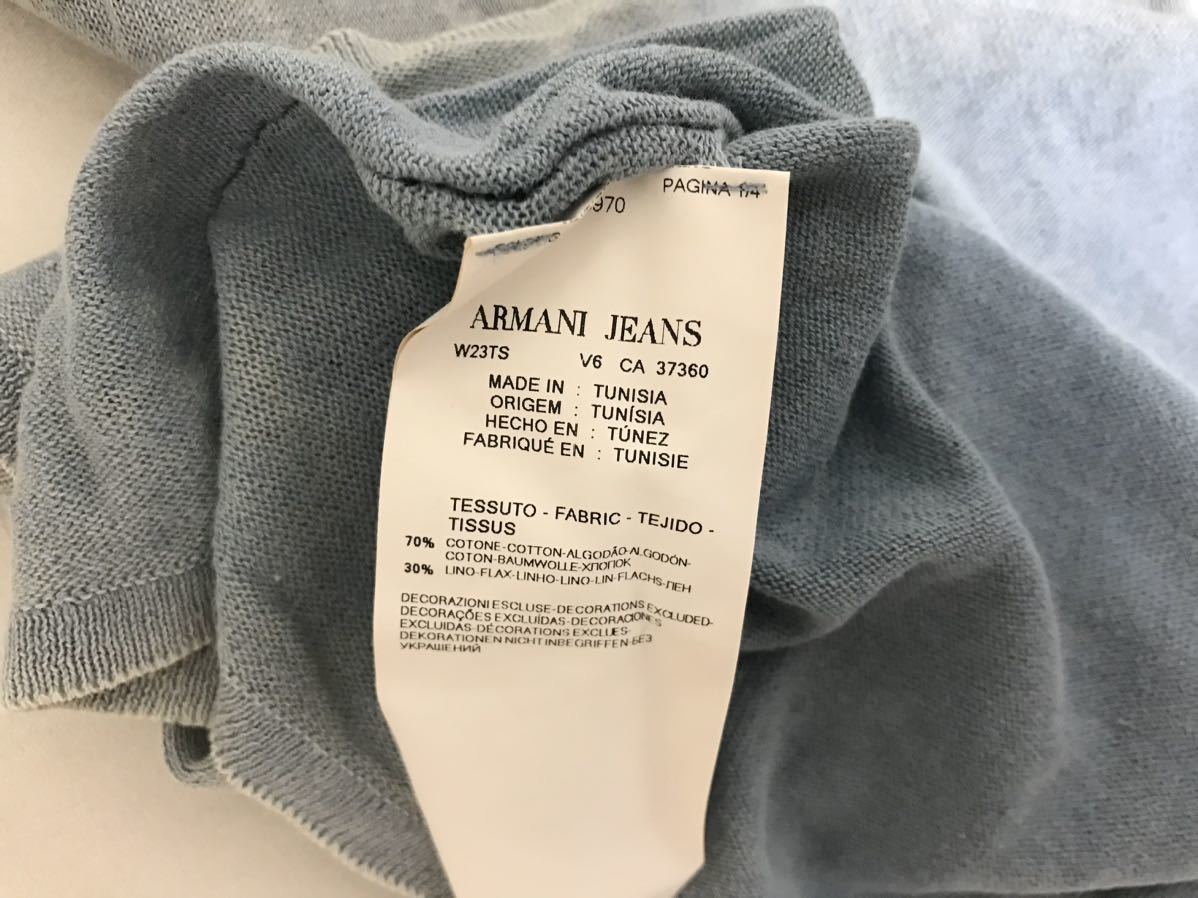 PAGINA 1/4
970
ARMANI JEANS
W23TS V6 CA 37360
MADE IN : TUNISIA
ORIGEM : TUNÍSIA
HECHO EN : TÚNEZ
FABRIQUÉ EN : TUNISIE
TESSUTO - FABRIC - TEJIDO -
TISSUS
70% COTONE-COTTON-ALGODÃO-ALGODÓN-
COTON-BAUMWOLLE-ХЛОПОК
30% LINO-FLAX-LINHO-LINO-LIN-FLACHS-ЛЕН
DECORAZIONI ESCLUSE-DECORATIONS EXCLUDED-
DECORAÇÕES EXCLUÍDAS-DECORACIONES
EXCLUIDAS-DÉCORATIONS EXCLUES-
DEKORATIONEN NICHT INBEGRIFFEN-БЕЗ
УКРАШЕНИЙ